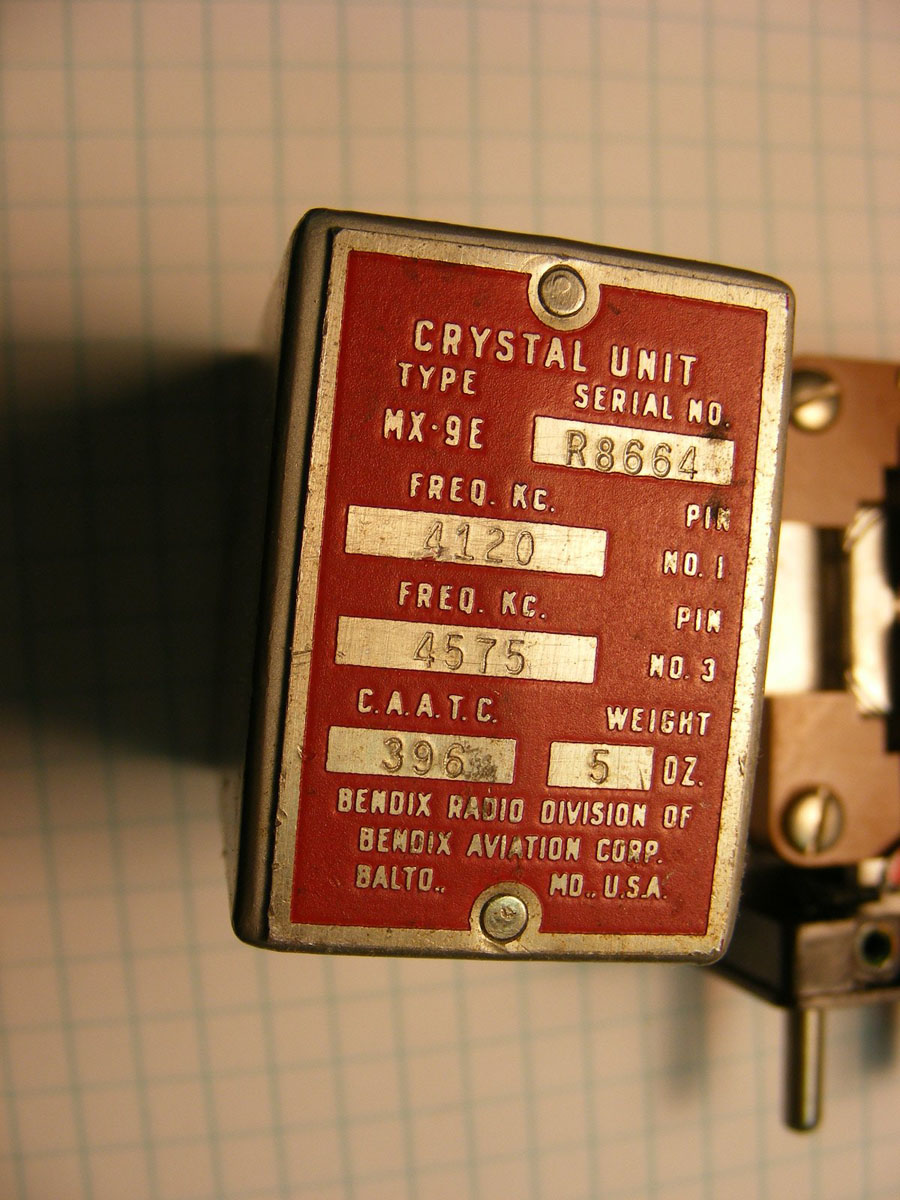 CRYSTAL UNIT
TYPE SERIAL NO.
MX-9E R8664
FREQ. KC. PIN
4120 NO. 1
FREQ. KC. PIN
4575 NO. 3
C.A.A.T.C. WEIGHT
396 5 OZ.
BENDIX RADIO DIVISION OF
BENDIX AVIATION CORP.
BALTO., MD., U.S.A.